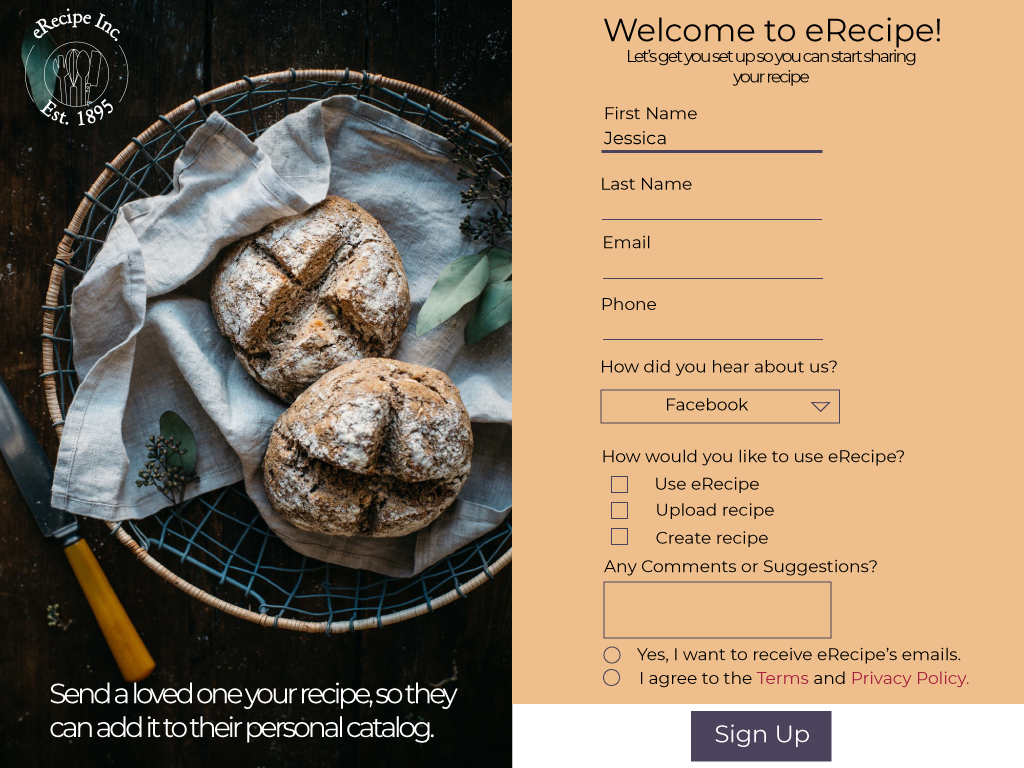 eRecipe Inc.
Est. 1895
Send a loved one your recipe, so they
can add it to their personal catalog.
Welcome to eRecipe!
Let's get you set up so you can start sharing
your recipe
First Name
Jessica
Last Name
Email
Phone
How did you hear about us?
Facebook
How would you like to use eRecipe?
Use eRecipe
Upload recipe
Create recipe
Any Comments or Suggestions?
Yes, I want to receive eRecipe’s emails.
I agree to the Terms and Privacy Policy.
Sign Up